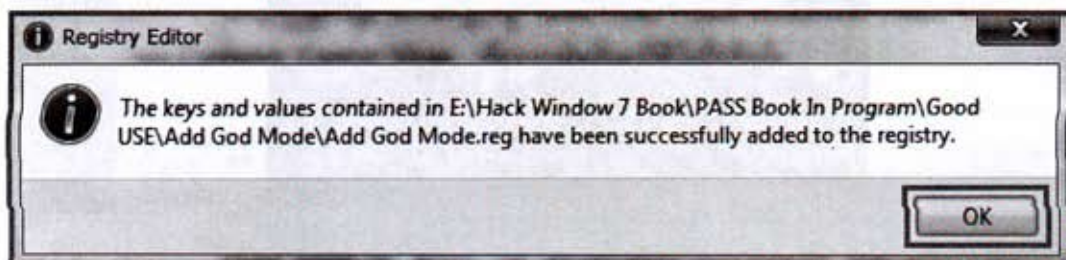 Registry Editor
The keys and values contained in E:\Hack Window 7 Book\PASS Book In Program\Good
USE\Add God Mode\Add God Mode.reg have been successfully added to the registry.
OK